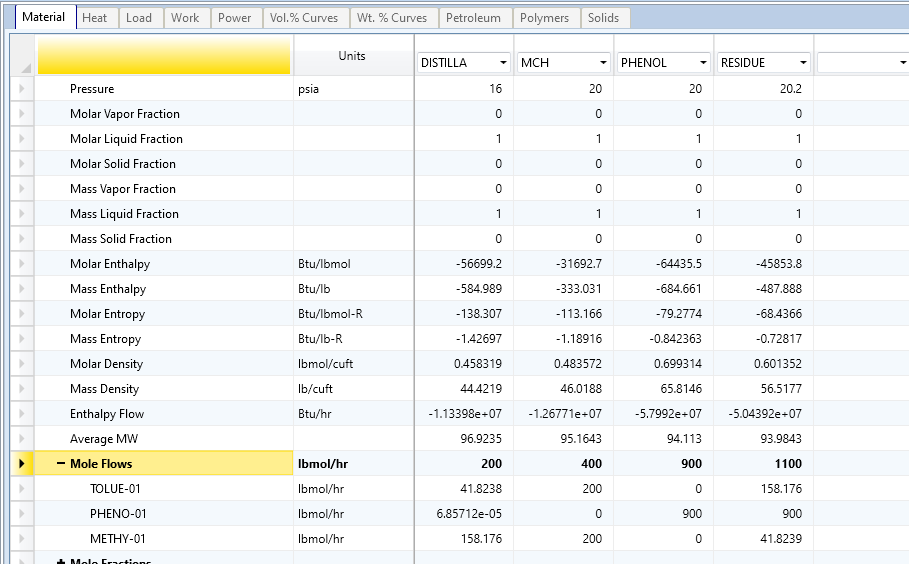 Material Heat Load Work Power Vol.% Curves Wt. % Curves Petroleum Polymers Solids
Units DISTILLA MCH PHENOL RESIDUE
Pressure psia 16 20 20 20.2
Molar Vapor Fraction 0 0 0 0
Molar Liquid Fraction 1 1 1 1
Molar Solid Fraction 0 0 0 0
Mass Vapor Fraction 0 0 0 0
Mass Liquid Fraction 1 1 1 1
Mass Solid Fraction 0 0 0 0
Molar Enthalpy Btu/lbmol -56699.2 -31692.7 -64435.5 -45853.8
Mass Enthalpy Btu/lb -584.989 -333.031 -684.661 -487.888
Molar Entropy Btu/lbmol-R -138.307 -113.166 -79.2774 -68.4366
Mass Entropy Btu/lb-R -1.42697 -1.18916 -0.842363 -0.72817
Molar Density lbmol/cuft 0.458319 0.483572 0.699314 0.601352
Mass Density lb/cuft 44.4219 46.0188 65.8146 56.5177
Enthalpy Flow Btu/hr -1.13398e+07 -1.26771e+07 -5.7992e+07 -5.04392e+07
Average MW 96.9235 95.1643 94.113 93.9843
Mole Flows lbmol/hr 200 400 900 1100
TOLUE-01 lbmol/hr 41.8238 200 0 158.176
PHENO-01 lbmol/hr 6.85712e-05 0 900 900
METHY-01 lbmol/hr 158.176 200 0 41.8239
Mole Fractions